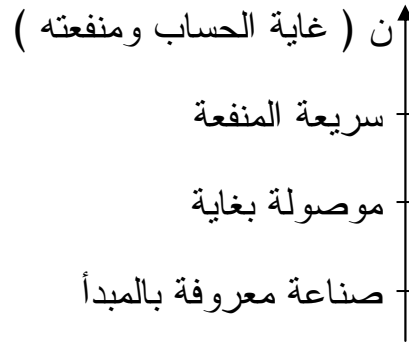 ن ( غاية الحساب ومنفعته )
سريعة المنفعة
موصولة بغاية
صناعة معروفة بالمبدأ